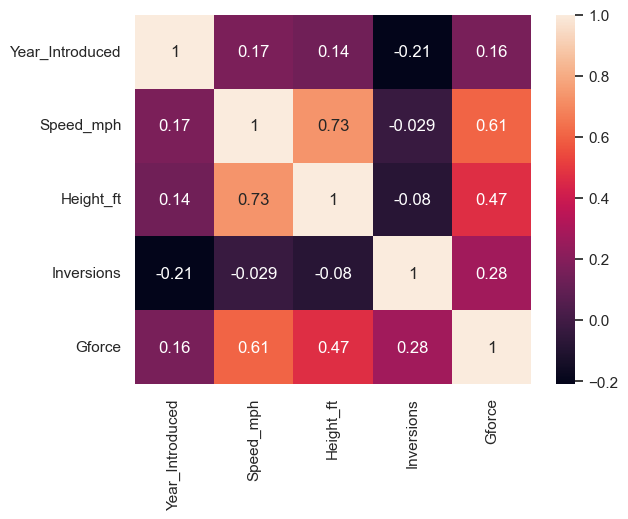 Year_Introduced 1 0.17 0.14 -0.21 0.16
Speed_mph 0.17 1 0.73 -0.029 0.61
Height_ft 0.14 0.73 1 -0.08 0.47
Inversions -0.21 -0.029 -0.08 1 0.28
Gforce 0.16 0.61 0.47 0.28 1
Year_Introduced
Speed_mph
Height_ft
Inversions
Gforce
1.0
0.8
0.6
0.4
0.2
0.0
−0.2